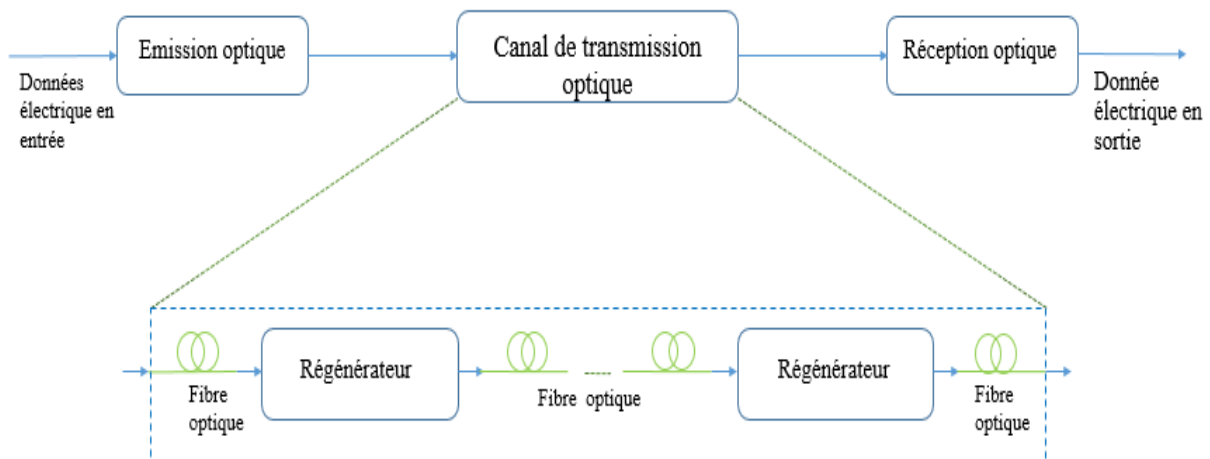 Emission optique
Canal de transmission
optique
Réception optique
Données
électrique en
entrée
Donnée
électrique en
sortie
Régénérateur
Régénérateur
Fibre
optique
Fibre optique
Fibre
optique